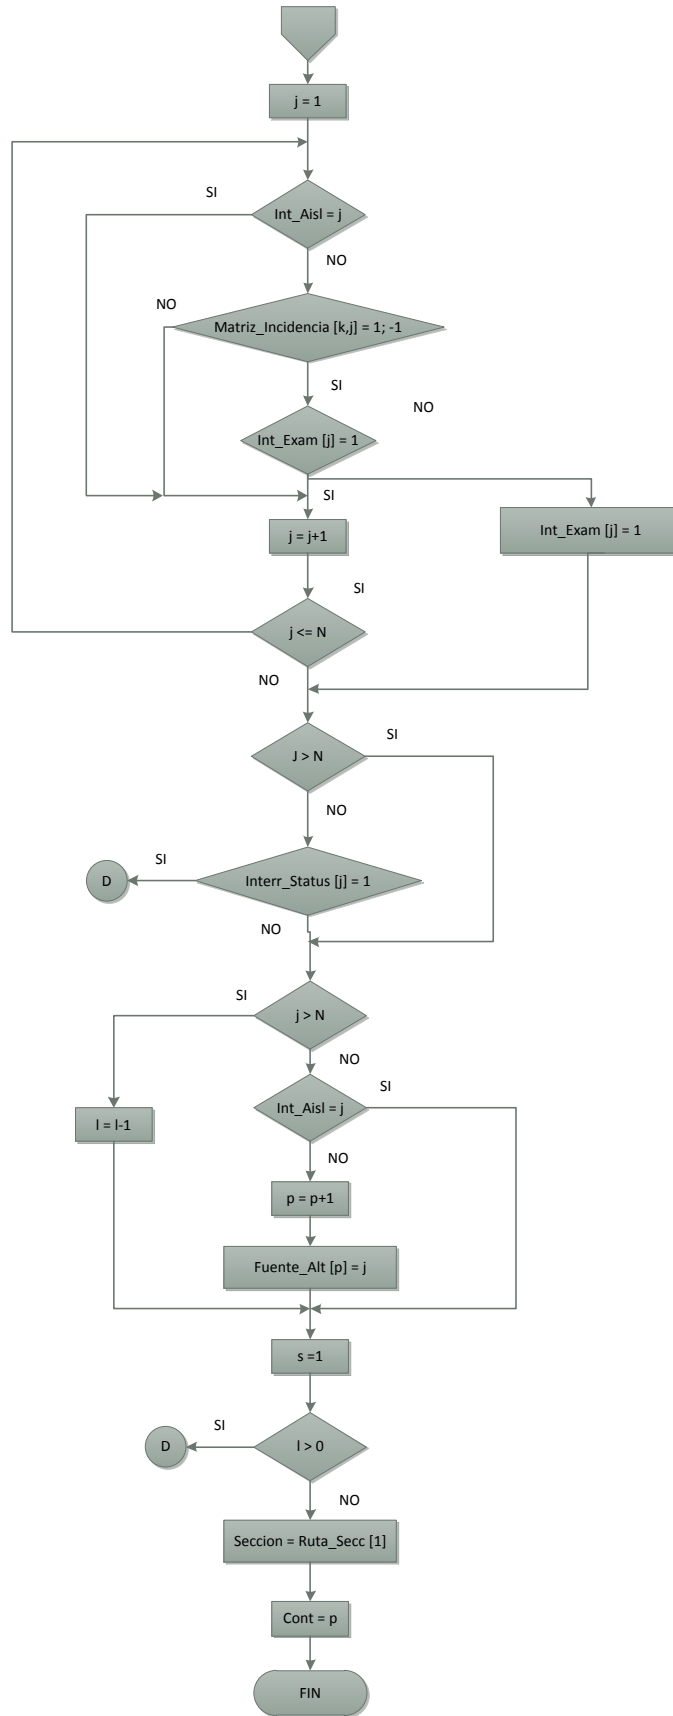 j = 1
SI
Int_Aisl = j
NO
NO
Matriz_Incidencia [k,j] = 1; -1
SI
NO
Int_Exam [j] = 1
SI
Int_Exam [j] = 1
j = j+1
SI
j <= N
NO
SI
J > N
NO
SI
D
Interr_Status [j] = 1
NO
SI
j > N
NO
SI
Int_Aisl = j
l = l-1
NO
p = p+1
Fuente_Alt [p] = j
s =1
SI
D
l > 0
NO
Seccion = Ruta_Secc [1]
Cont = p
FIN